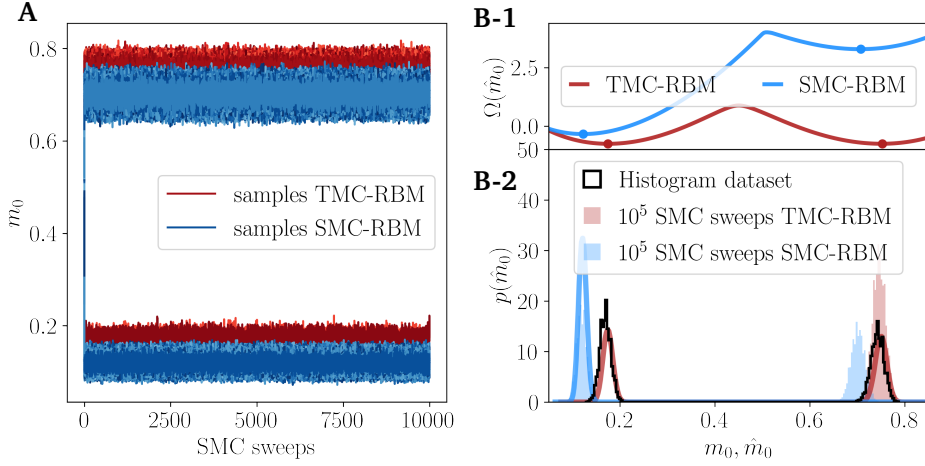 A
0.8
0.6
0.4
0.2
m₀
samples TMC-RBM
samples SMC-RBM
0
2500
5000
7500
10000
SMC sweeps
B-1
2.5
0.0
Ω(m̂₀)
TMC-RBM
SMC-RBM
B-2
50
40
30
20
10
0
p(m̂₀)
Histogram dataset
10⁵ SMC sweeps TMC-RBM
10⁵ SMC sweeps SMC-RBM
0.2
0.4
0.6
0.8
m₀, m̂₀